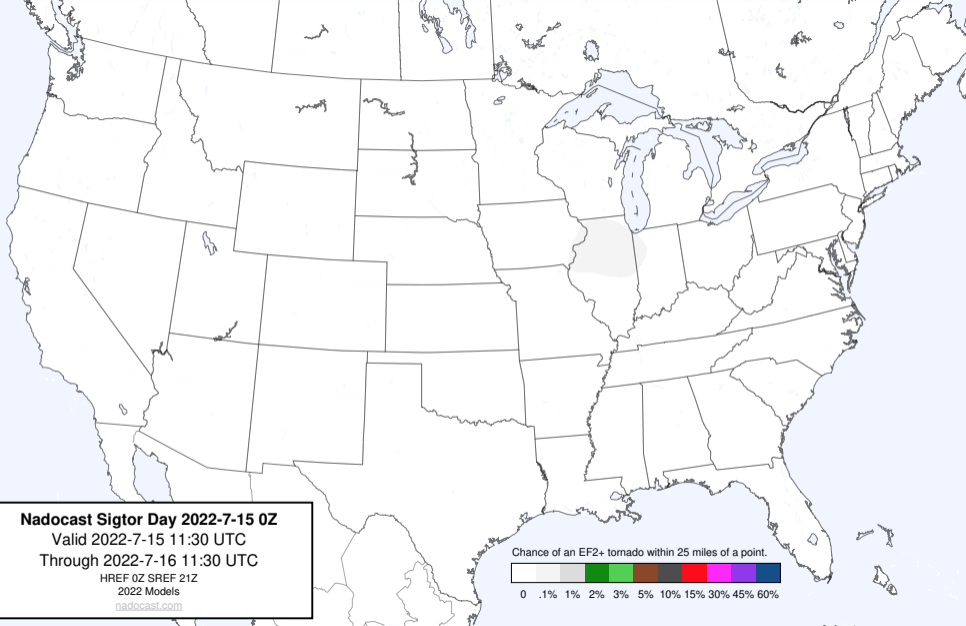 Nadocast Sigtor Day 2022-7-15 0Z
Valid 2022-7-15 11:30 UTC
Through 2022-7-16 11:30 UTC
HREF 0Z SREF 21Z
2022 Models
nadocast.com
Chance of an EF2+ tornado within 25 miles of a point.
0 .1% 1% 2% 3% 5% 10% 15% 30% 45% 60%